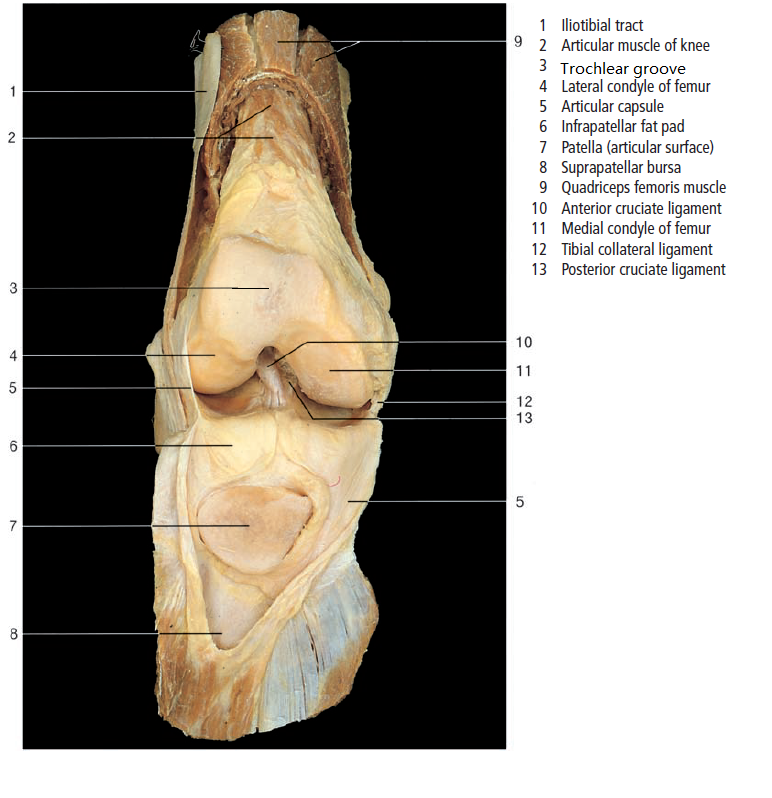 1 Iliotibial tract
2 Articular muscle of knee
3 Trochlear groove
4 Lateral condyle of femur
5 Articular capsule
6 Infrapatellar fat pad
7 Patella (articular surface)
8 Suprapatellar bursa
9 Quadriceps femoris muscle
10 Anterior cruciate ligament
11 Medial condyle of femur
12 Tibial collateral ligament
13 Posterior cruciate ligament
9
1
2
3
10
4
11
5
12
13
6
5
7
8